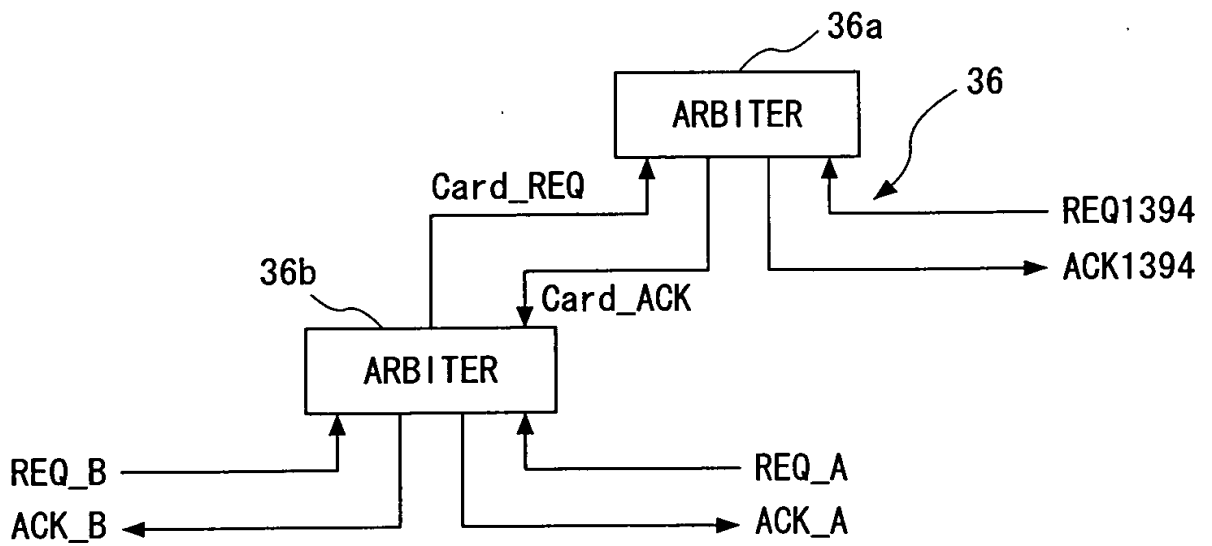 36a
36
ARBITER
Card_REQ
REQ1394
ACK1394
36b
Card_ACK
ARBITER
REQ_B
REQ_A
ACK_B
ACK_A